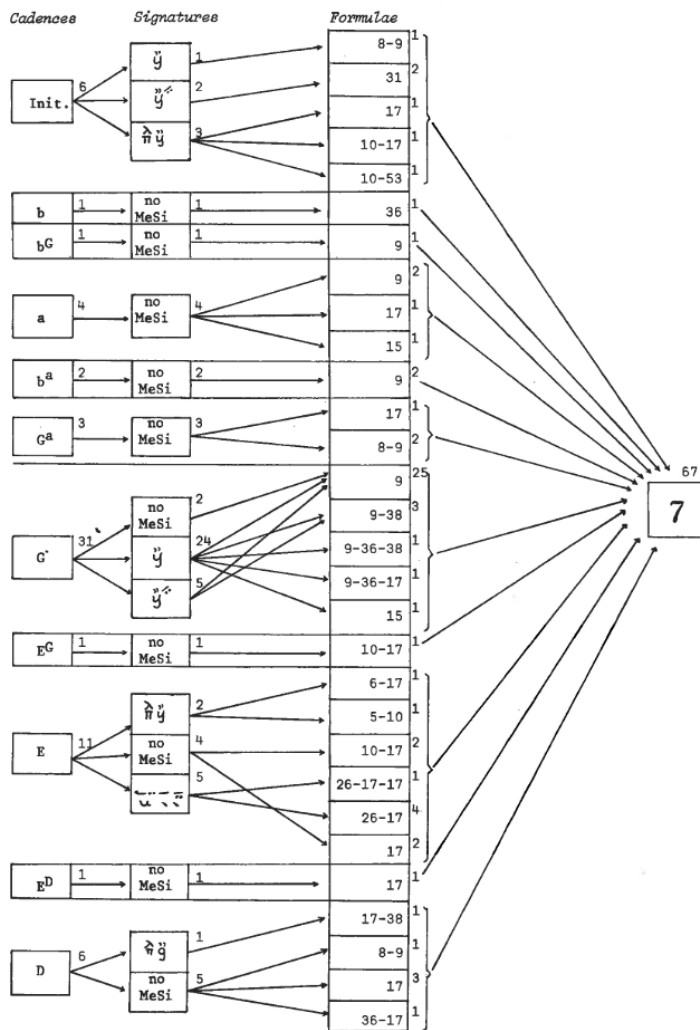 Cadences Signatures Formulae
Init. 6
1
2
3
8-9 1
31 2
17 1
10-17 1
10-53 1
b 1
no MeSi 1
36 1
bG 1
no MeSi 1
9 1
a 4
no MeSi 4
9 2
17 1
15 1
ba 2
no MeSi 2
9 2
Ga 3
no MeSi 3
17 1
8-9 2
G 31
no MeSi 2
24
5
9 25
9-38 3
9-36-38 1
9-36-17 1
15 1
EG 1
no MeSi 1
10-17 1
E 11
2
no MeSi 4
5
6-17 1
5-10 1
10-17 2
26-17-17 1
26-17 4
17 2
ED 1
no MeSi 1
17 1
D 6
1
no MeSi 5
17-38 1
8-9 1
17 3
36-17 1
67
7